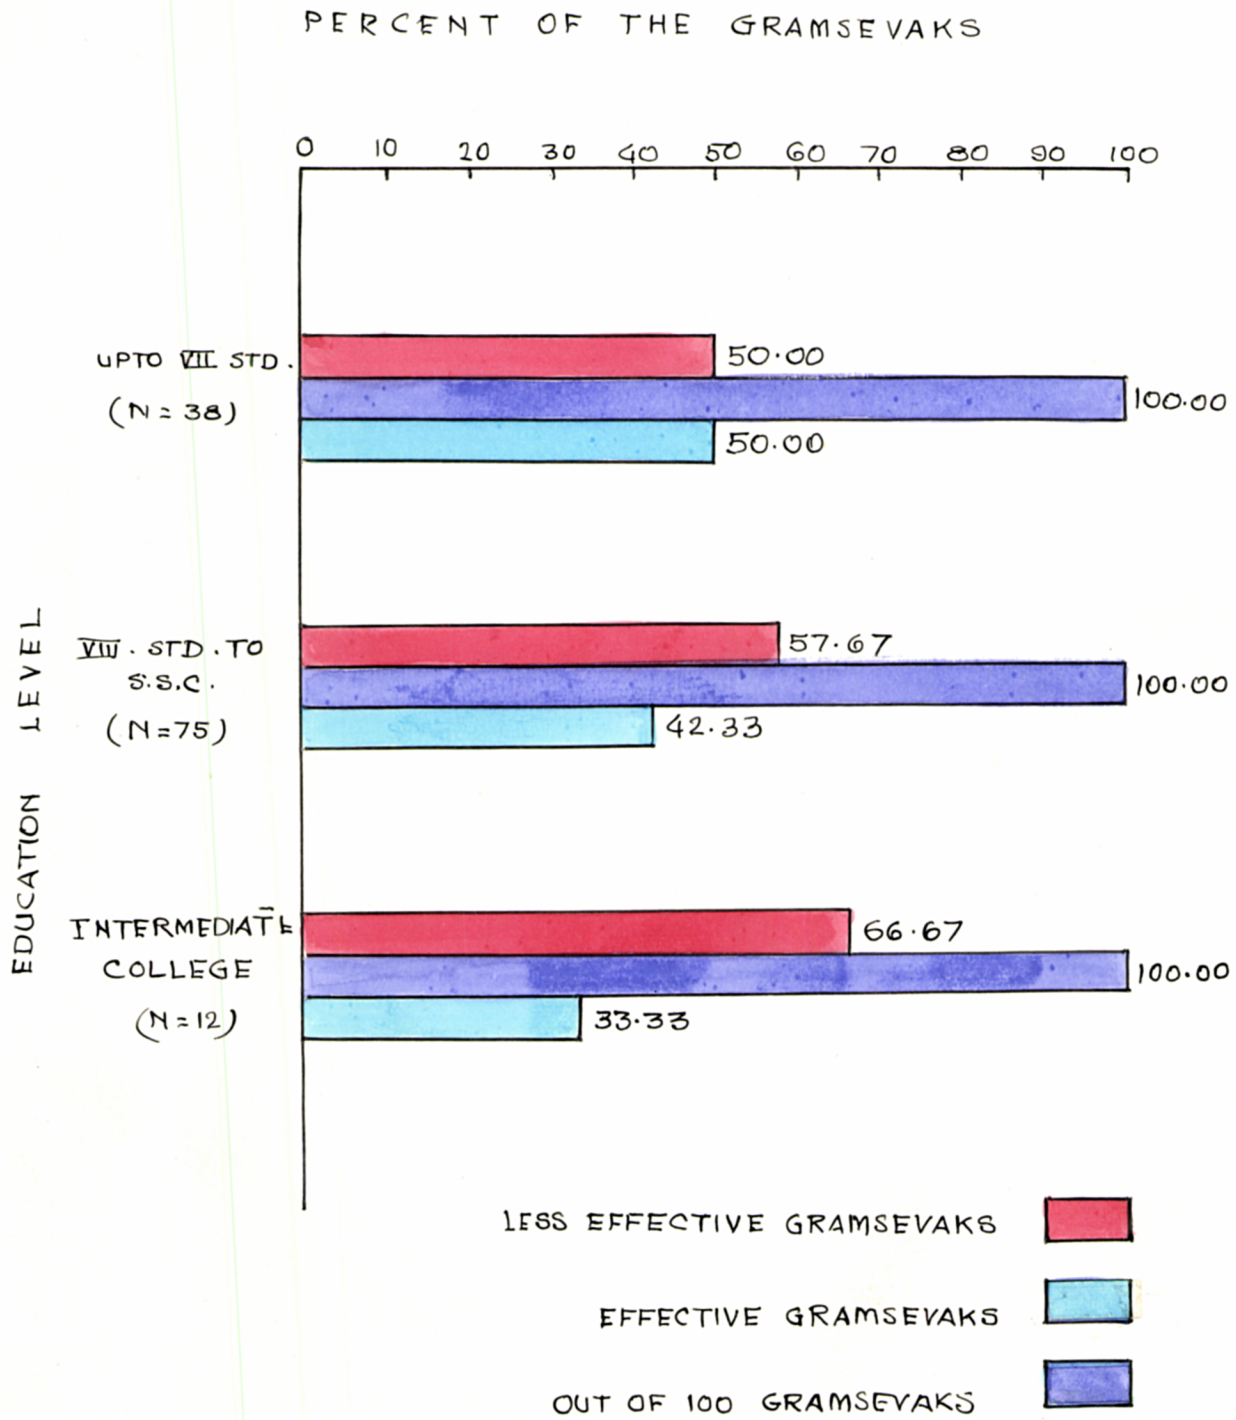 PERCENT OF THE GRAMSEVAKS
0 10 20 30 40 50 60 70 80 90 100
UPTO VII STD.
(N = 38)
50.00
100.00
50.00
VIII. STD. TO
S.S.C.
(N=75)
57.67
100.00
42.33
INTERMEDIATE
COLLEGE
(N=12)
66.67
100.00
33.33
EDUCATION LEVEL
LESS EFFECTIVE GRAMSEVAKS
EFFECTIVE GRAMSEVAKS
OUT OF 100 GRAMSEVAKS